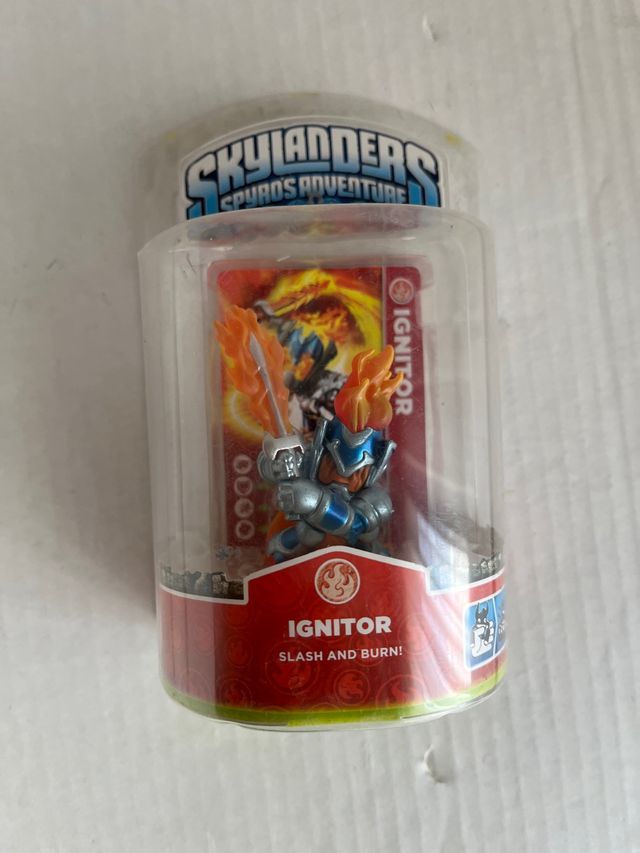 SKYLANDERS
SPYRO'S ADVENTURE
IGNITOR
IGNITOR
SLASH AND BURN!